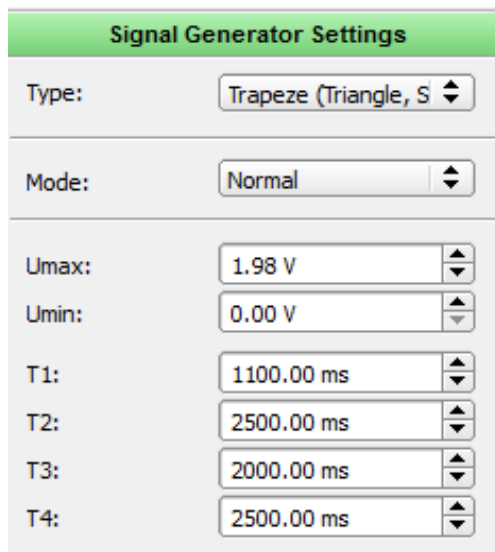 Signal Generator Settings
Type: Trapeze (Triangle, S
Mode: Normal
Umax: 1.98 V
Umin: 0.00 V
T1: 1100.00 ms
T2: 2500.00 ms
T3: 2000.00 ms
T4: 2500.00 ms